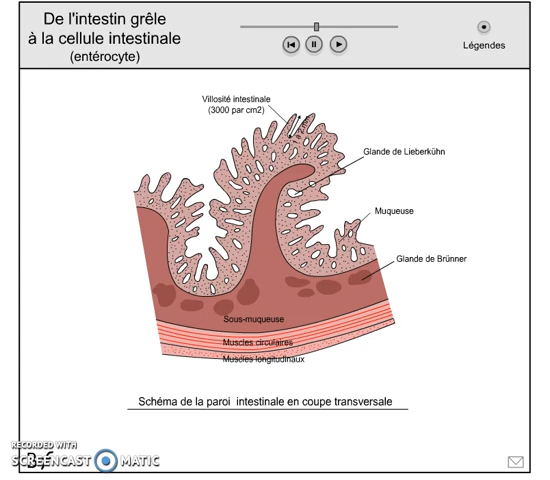 De l'intestin grêle
à la cellule intestinale
(entérocyte)
Légendes
Villosité intestinale
(3000 par cm2)
Glande de Lieberkühn
Muqueuse
Glande de Brünner
Sous-muqueuse
Muscles circulaires
Muscles longitudinaux
Schéma de la paroi intestinale en coupe transversale
RECORDED WITH
SCREENCAST MATIC